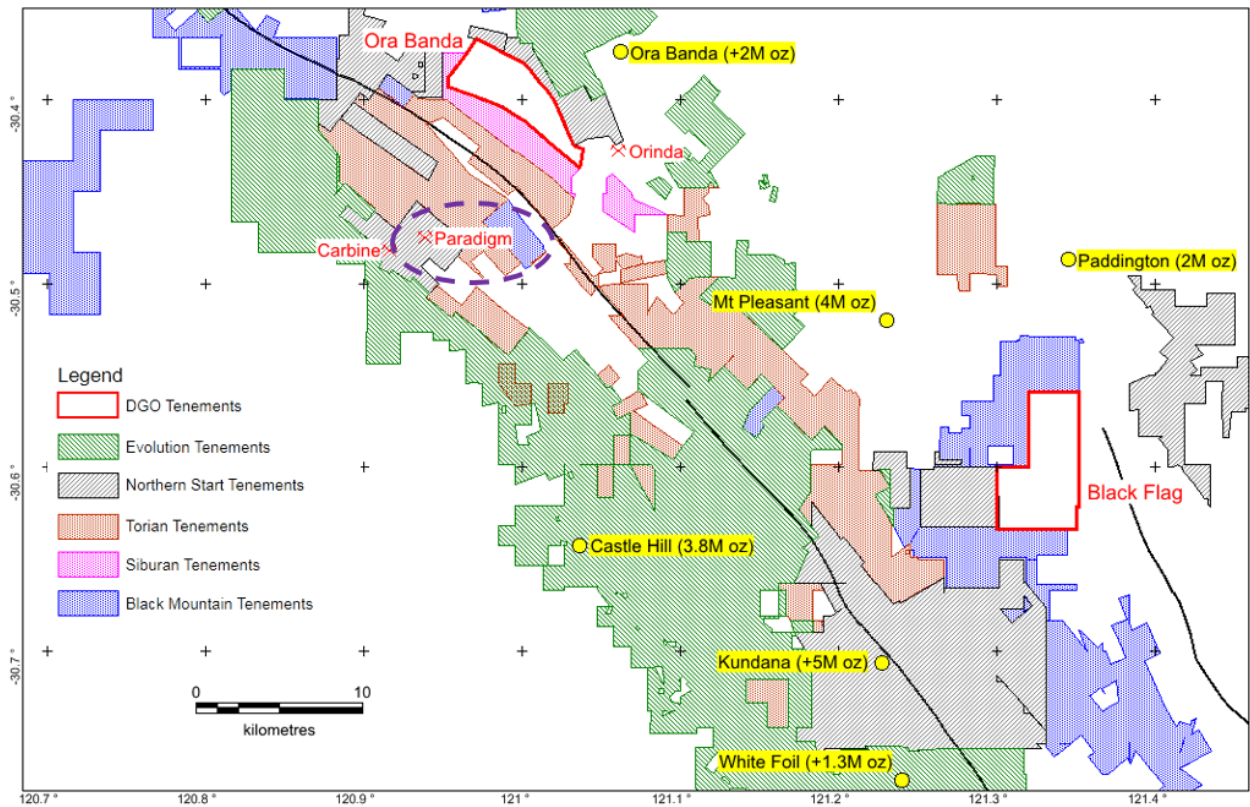 Ora Banda
Ora Banda (+2M oz)
-30.4 °
Orinda
Carbine
Paradigm
Paddington (2M oz)
-30.5 °
Mt Pleasant (4M oz)
Legend
DGO Tenements
Evolution Tenements
Northern Start Tenements
Torian Tenements
Siburan Tenements
Black Mountain Tenements
-30.6 °
Black Flag
Castle Hill (3.8M oz)
-30.7 °
Kundana (+5M oz)
0 10
kilometres
White Foil (+1.3M oz)
120.7 ° 120.8 ° 120.9 ° 121 ° 121.1 ° 121.2 ° 121.3 ° 121.4 °